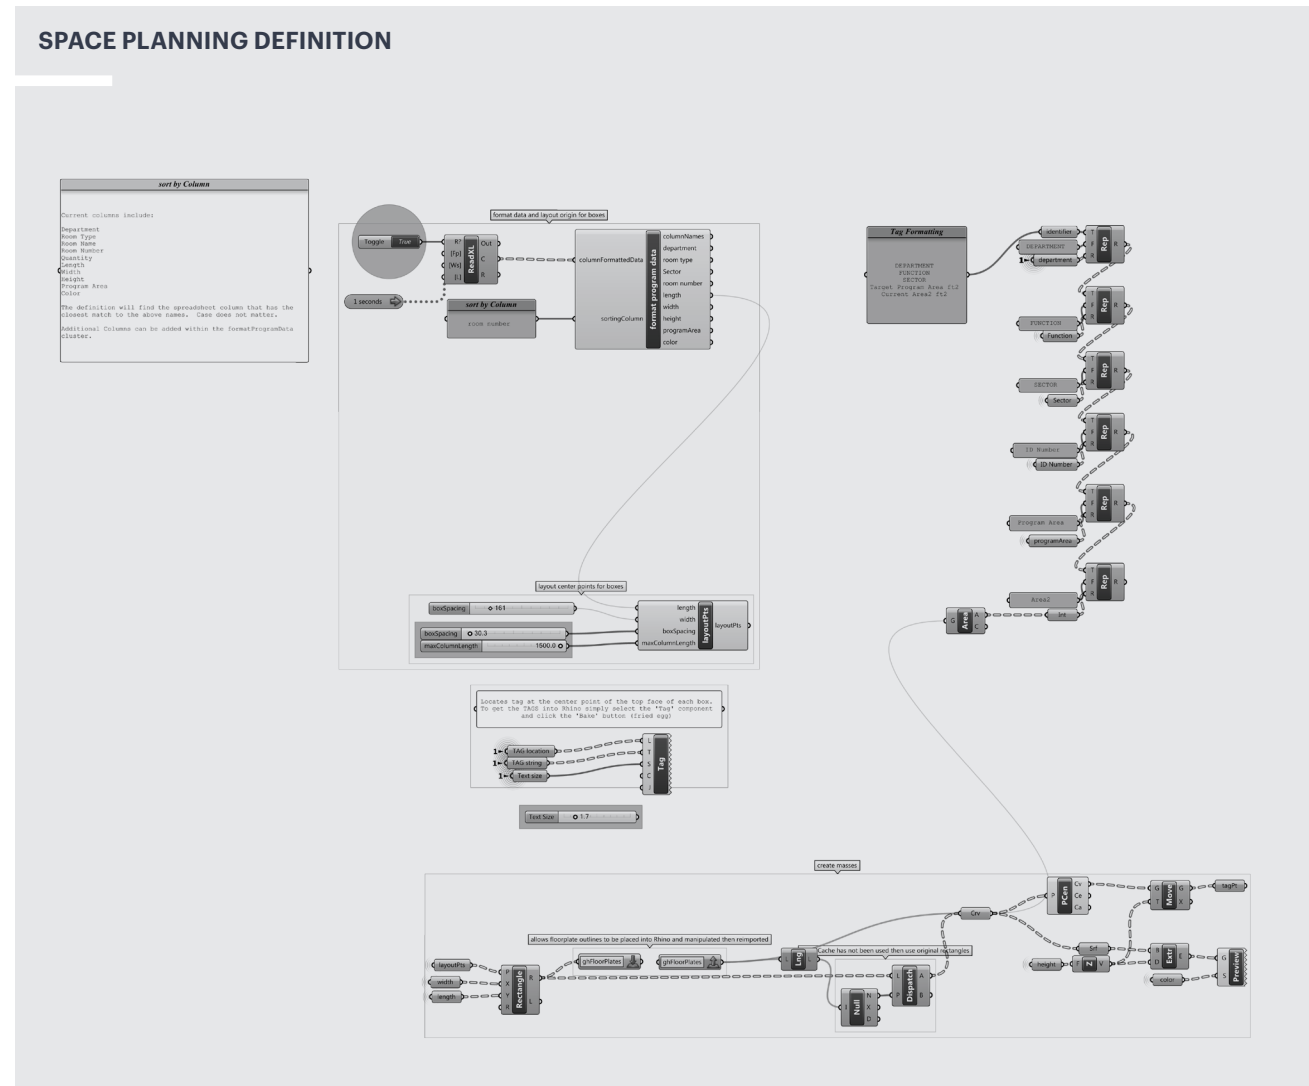 SPACE PLANNING DEFINITION
sort by Column
Current columns include:
Department
Room Type
Room Name
Room Number
Quantity
Length
Width
Height
Program Area
Color
The definition will find the spreadsheet column that has the
closest match to the above names. Case does not matter.
Additional Columns can be added within the formatProgramData
cluster.
format data and layout origin for boxes
Toggle True
R?
[Fp]
[Ws]
[L]
ReadXL
Out
C
R
1 seconds
sort by Column
room number
columnFormattedData
sortingColumn
format program data
columnNames
department
room type
Sector
room number
length
width
height
programArea
color
layout center points for boxes
boxSpacing 161
boxSpacing 30.3
maxColumnLength 1500.0
length
width
boxSpacing
maxColumnLength
layoutPts
layoutPts
Locates tag at the center point of the top face of each box.
To get the TAGS into Rhino simply select the 'Tag' component
and click the 'Bake' button (fried egg)
1 TAG location
1 TAG string
1 Text size
L
T
S
C
J
Tag
Text Size 1.7
Tag Formatting
DEPARTMENT
FUNCTION
SECTOR
Target Program Area ft2
Current Area2 ft2
identifier
DEPARTMENT
1 department
T
F
R
Rep
R
FUNCTION
Function
T
F
R
Rep
R
SECTOR
Sector
T
F
R
Rep
R
ID Number
ID Number
T
F
R
Rep
R
Program Area
programArea
T
F
R
Rep
R
Area2
Int
T
F
R
Rep
R
G
Area
A
C
create masses
allows floorplate outlines to be placed into Rhino and manipulated then reimported
layoutPts
width
length
P
X
Y
R
Rectangle
R
L
ghFloorPlates
ghFloorPlates
L
Lng
L
Cache has not been used then use original rectangles
I
Null
N
X
D
L
P
Dispatch
A
B
Crv
P
PCen
Cv
Ce
Ca
G
T
Move
G
X
tagPt
Srf
height
Z
V
B
D
Extr
E
color
G
S
Preview